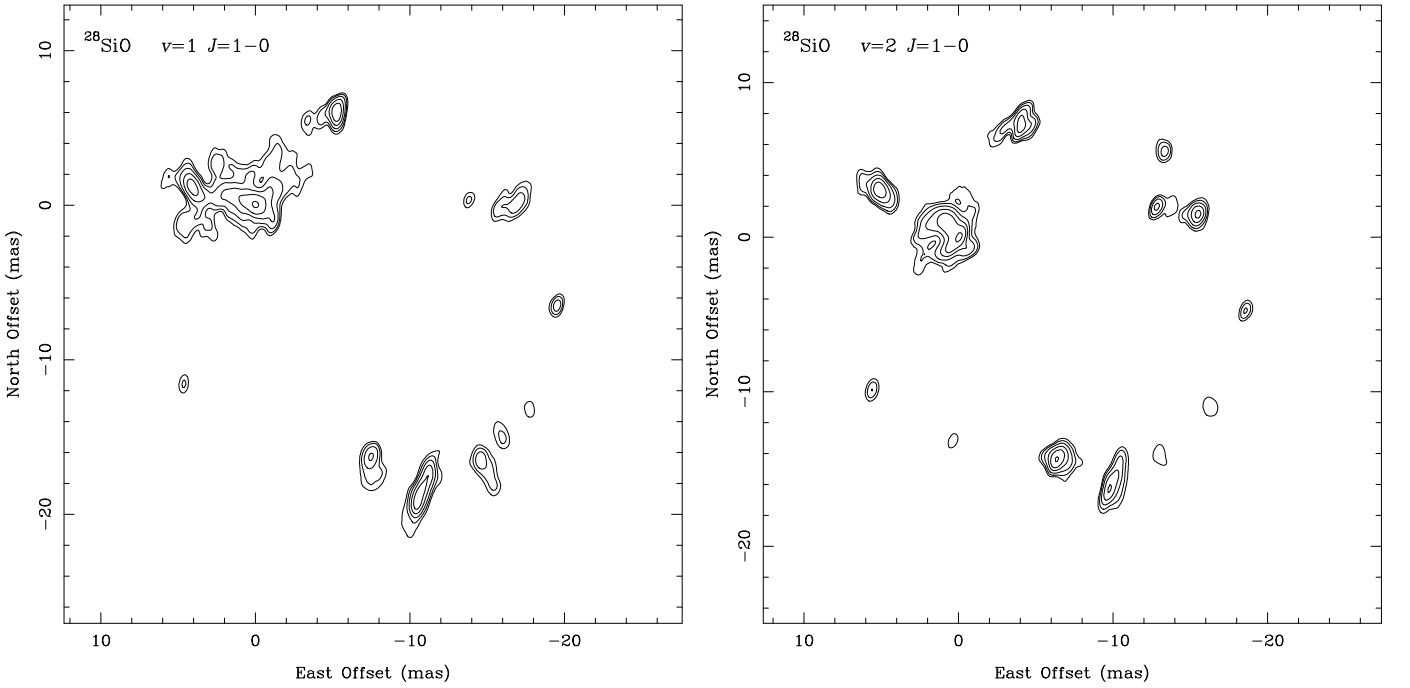 ²⁸SiO v=1 J=1−0
10
0
−10
−20
North Offset (mas)
10 0 −10 −20
East Offset (mas)
²⁸SiO v=2 J=1−0
10
0
−10
−20
North Offset (mas)
10 0 −10 −20
East Offset (mas)